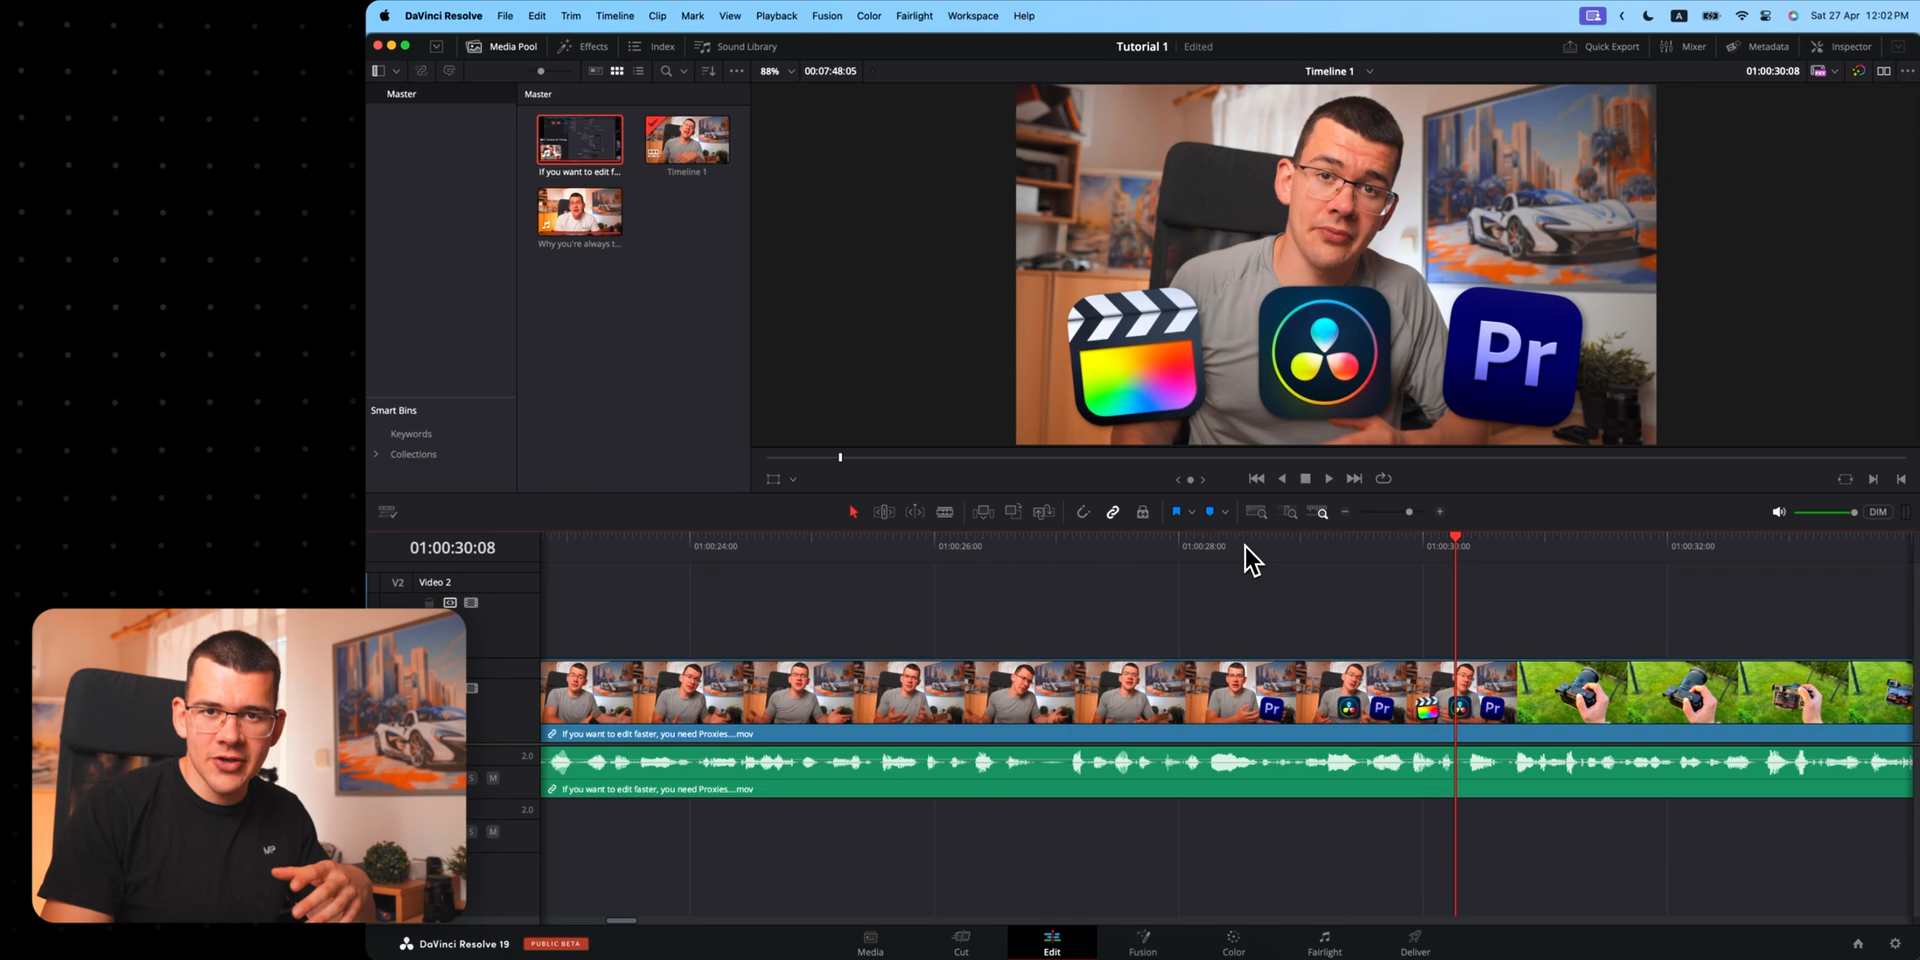 DaVinci Resolve File Edit Trim Timeline Clip Mark View Playback Fusion Color Fairlight Workspace Help A Sat 27 Apr 12:02 PM
Media Pool Effects Index Sound Library Tutorial 1 Edited Quick Export Mixer Metadata Inspector
88% 00:07:48:05 Timeline 1 01:00:30:08
Master
Master
If you want to edit f...
Timeline 1
Why you're always t...
Smart Bins
Keywords
Collections
Pr
DIM
01:00:30:08
01:00:24:00 01:00:26:00 01:00:28:00 01:00:30:00 01:00:32:00
V2 Video 2
Pr Pr Pr
If you want to edit faster, you need Proxies....mov
2.0
S M
If you want to edit faster, you need Proxies....mov
2.0
S M
DaVinci Resolve 19 PUBLIC BETA
Media Cut Edit Fusion Color Fairlight Deliver